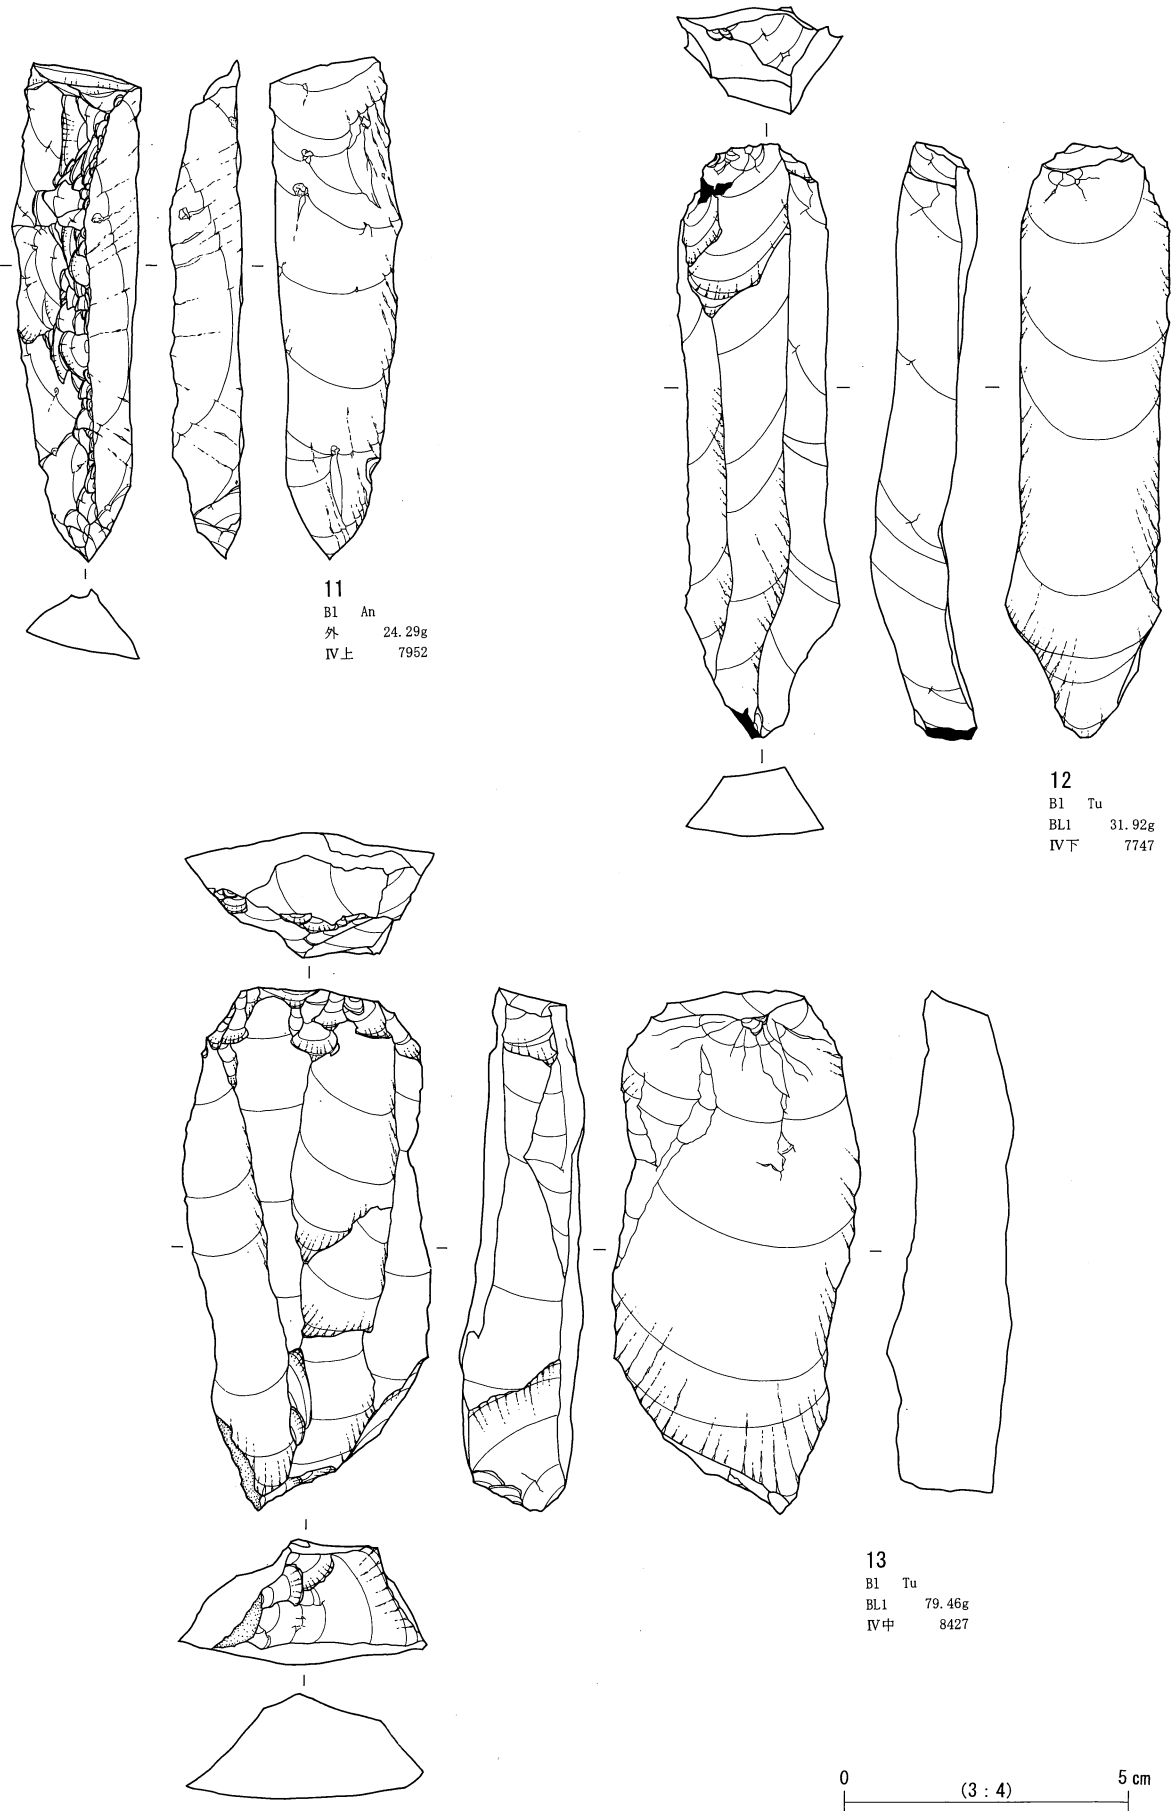 11
Bl An
外 24.29g
Ⅳ上 7952
12
Bl Tu
BL1 31.92g
Ⅳ下 7747
13
Bl Tu
BL1 79.46g
Ⅳ中 8427
0 5 cm
(3 : 4)